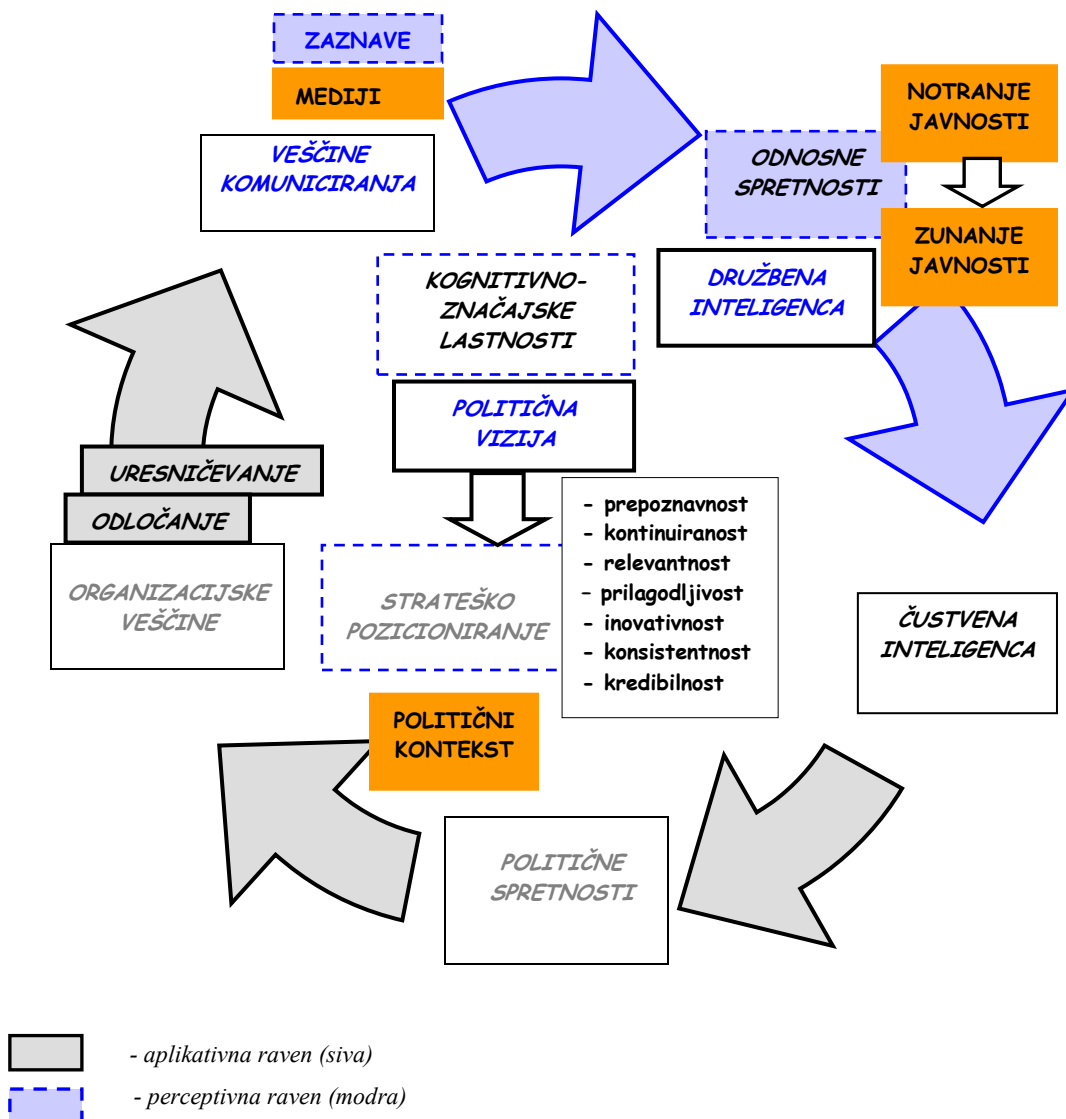 ZAZNAVE
MEDIJI
VEŠČINE
KOMUNICIRANJA
NOTRANJE
JAVNOSTI
ODNOSNE
SPRETNOSTI
ZUNANJE
JAVNOSTI
DRUŽBENA
INTELIGENCA
KOGNITIVNO-
ZNAČAJSKE
LASTNOSTI
POLITIČNA
VIZIJA
URESNIČEVANJE
ODLOČANJE
ORGANIZACIJSKE
VEŠČINE
STRATEŠKO
POZICIONIRANJE
- prepoznavnost
- kontinuiranost
- relevantnost
- prilagodljivost
- inovativnost
- konsistentnost
- kredibilnost
ČUSTVENA
INTELIGENCA
POLITIČNI
KONTEKST
POLITIČNE
SPRETNOSTI
- aplikativna raven (siva)
- perceptivna raven (modra)